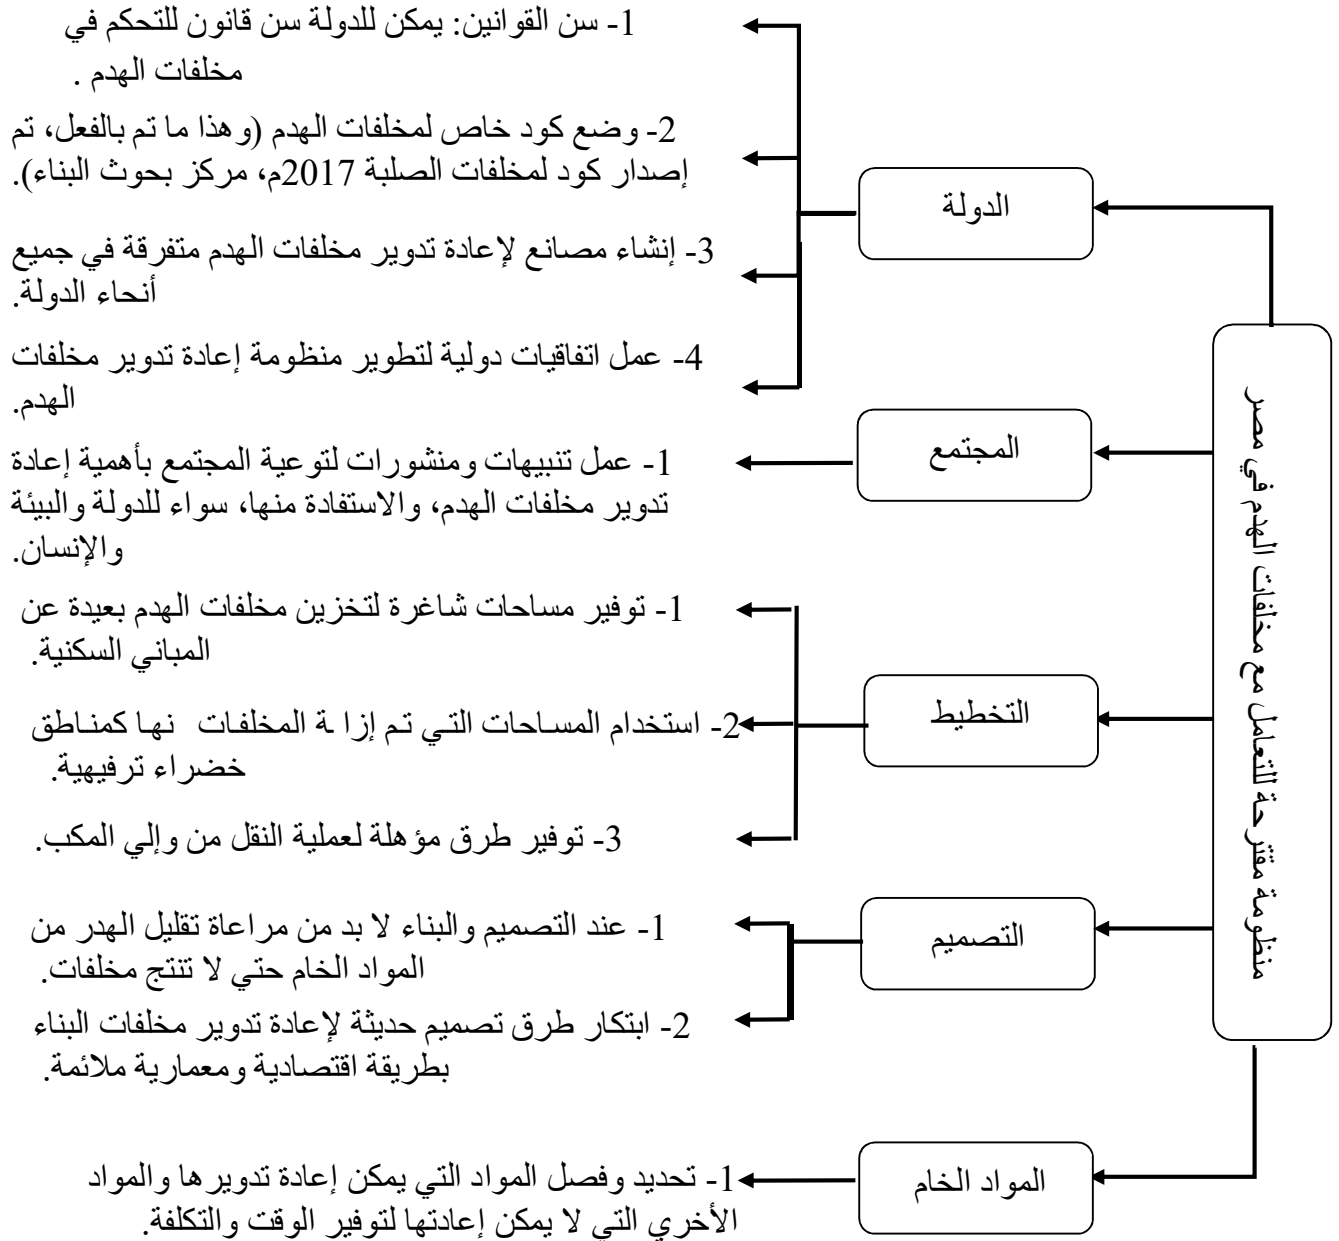 منظومة مقترحة للتعامل مع مخلفات الهدم في مصر
الدولة
1- سن القوانين: يمكن للدولة سن قانون للتحكم في
مخلفات الهدم .
2- وضع كود خاص لمخلفات الهدم (وهذا ما تم بالفعل، تم
إصدار كود لمخلفات الصلبة 2017م، مركز بحوث البناء).
3- إنشاء مصانع لإعادة تدوير مخلفات الهدم متفرقة في جميع
أنحاء الدولة.
4- عمل اتفاقيات دولية لتطوير منظومة إعادة تدوير مخلفات
الهدم.
المجتمع
1- عمل تنبيهات ومنشورات لتوعية المجتمع بأهمية إعادة
تدوير مخلفات الهدم، والاستفادة منها، سواء للدولة والبيئة
والإنسان.
التخطيط
1- توفير مساحات شاغرة لتخزين مخلفات الهدم بعيدة عن
المباني السكنية.
2- استخدام المساحات التي تم المخلفات كمناطق
خضراء ترفيهية.
3- توفير طرق مؤهلة لعملية النقل من وإلي المكب.
التصميم
1- عند التصميم والبناء لا بد من مراعاة تقليل الهدر من
المواد الخام حتي لا تنتج مخلفات.
2- ابتكار طرق تصميم حديثة لإعادة تدوير مخلفات البناء
بطريقة اقتصادية ومعمارية ملائمة.
المواد الخام
1- تحديد وفصل المواد التي يمكن إعادة تدويرها والمواد
الأخري التي لا يمكن إعادتها لتوفير الوقت والتكلفة.